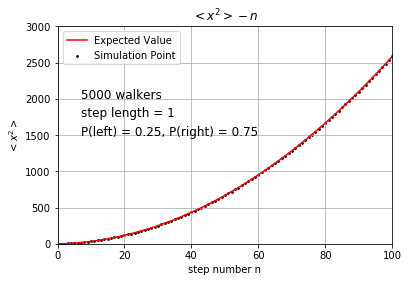 < x² > − n
Expected Value
Simulation Point
5000 walkers
step length = 1
P(left) = 0.25, P(right) = 0.75
< x² >
3000
2500
2000
1500
1000
500
0
0 20 40 60 80 100
step number n